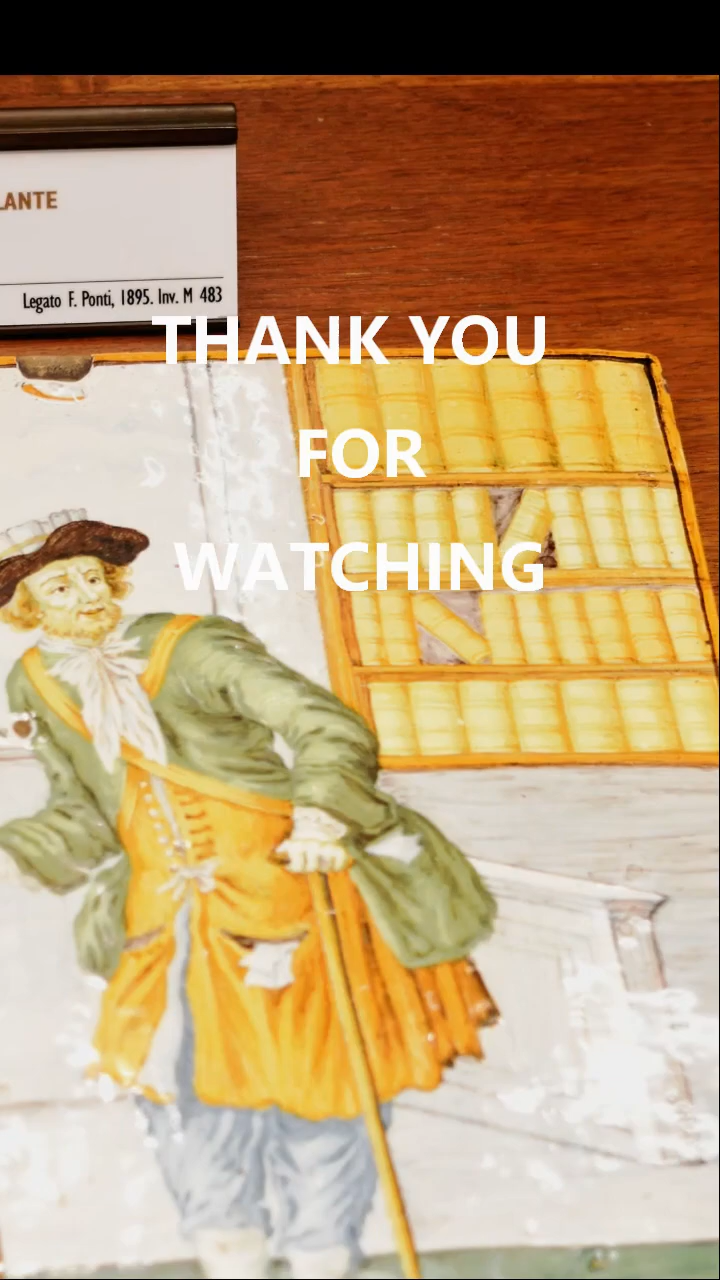 LANTE
Legato F. Ponti, 1895. Inv. M 483
THANK YOU
FOR
WATCHING